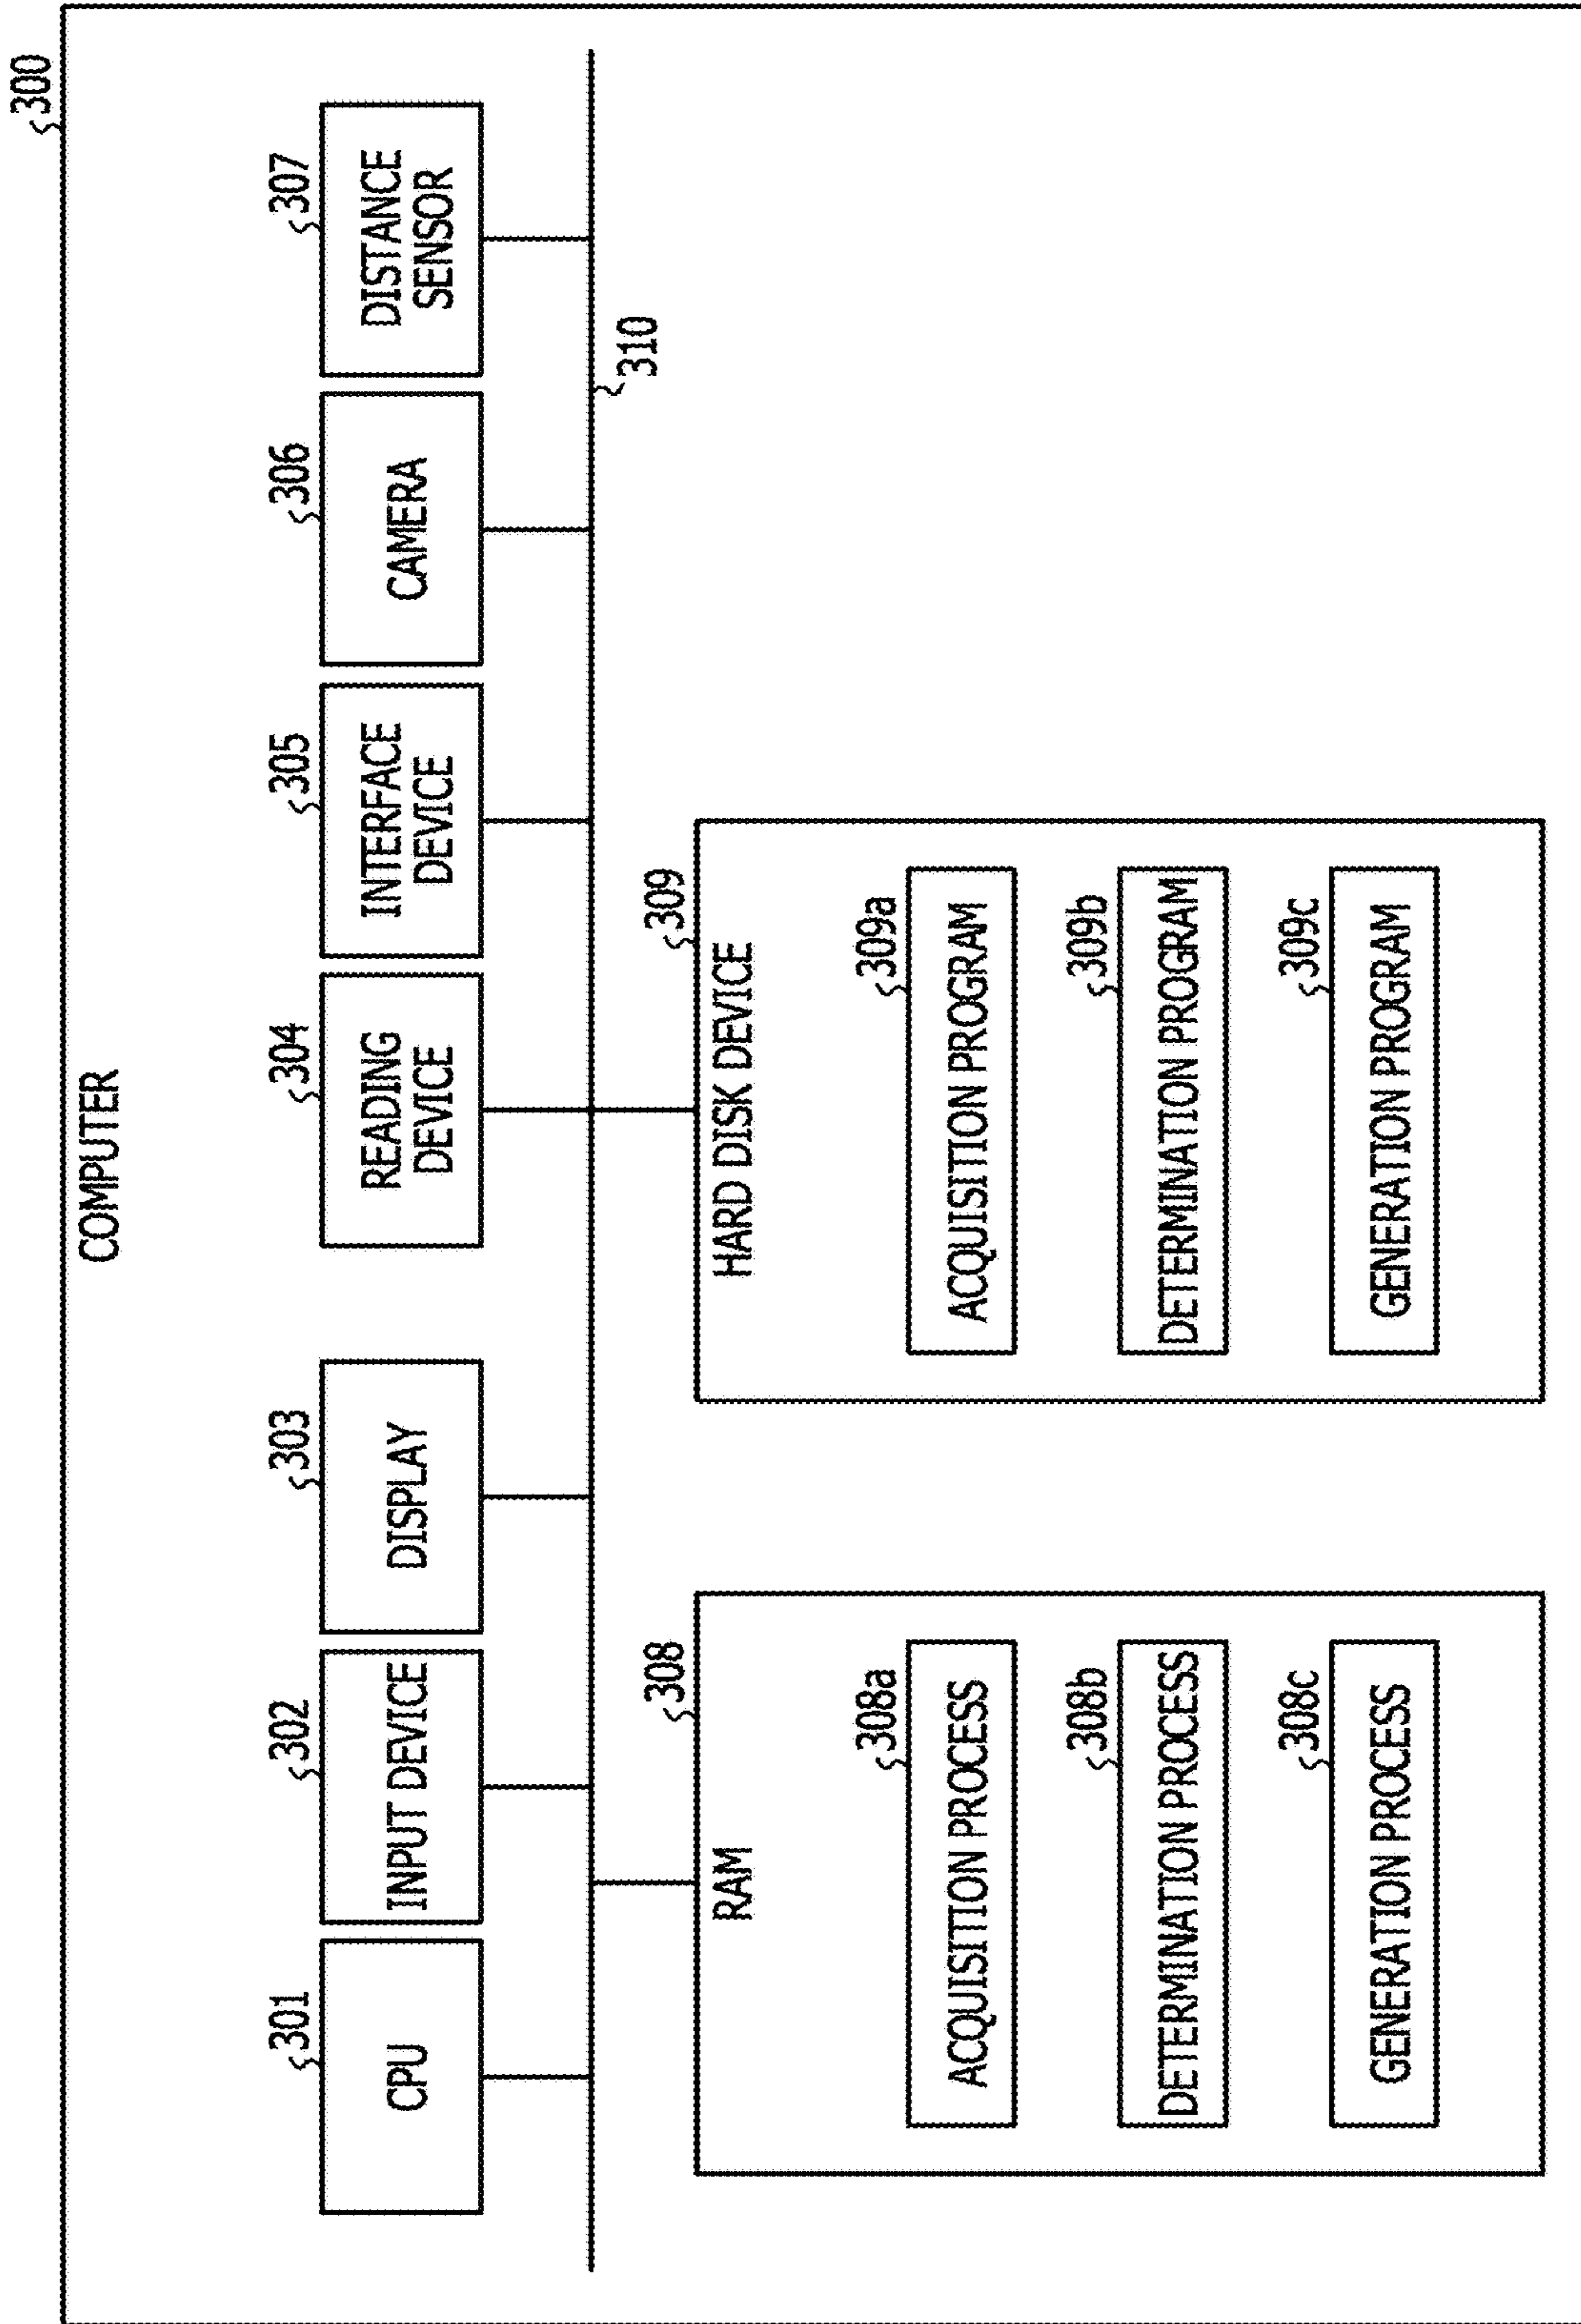 300
COMPUTER
301
302
303
304
305
306
307
CPU
INPUT DEVICE
DISPLAY
READING
DEVICE
INTERFACE
DEVICE
CAMERA
DISTANCE
SENSOR
310
308
RAM
308a
ACQUISITION PROCESS
308b
DETERMINATION PROCESS
308c
GENERATION PROCESS
309
HARD DISK DEVICE
309a
ACQUISITION PROGRAM
309b
DETERMINATION PROGRAM
309c
GENERATION PROGRAM